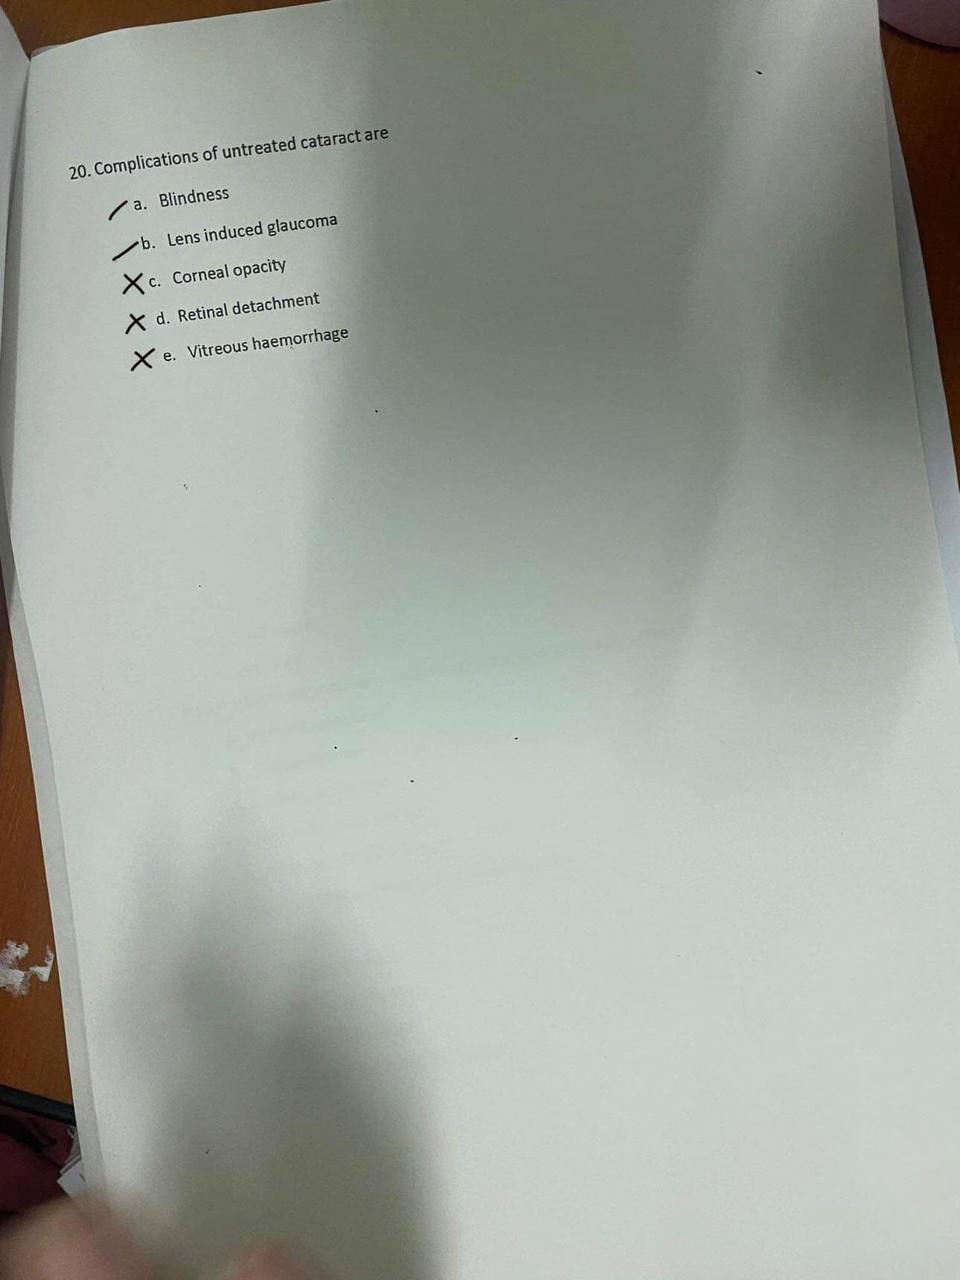 20. Complications of untreated cataract are
a. Blindness
b. Lens induced glaucoma
c. Corneal opacity
d. Retinal detachment
e. Vitreous haemorrhage